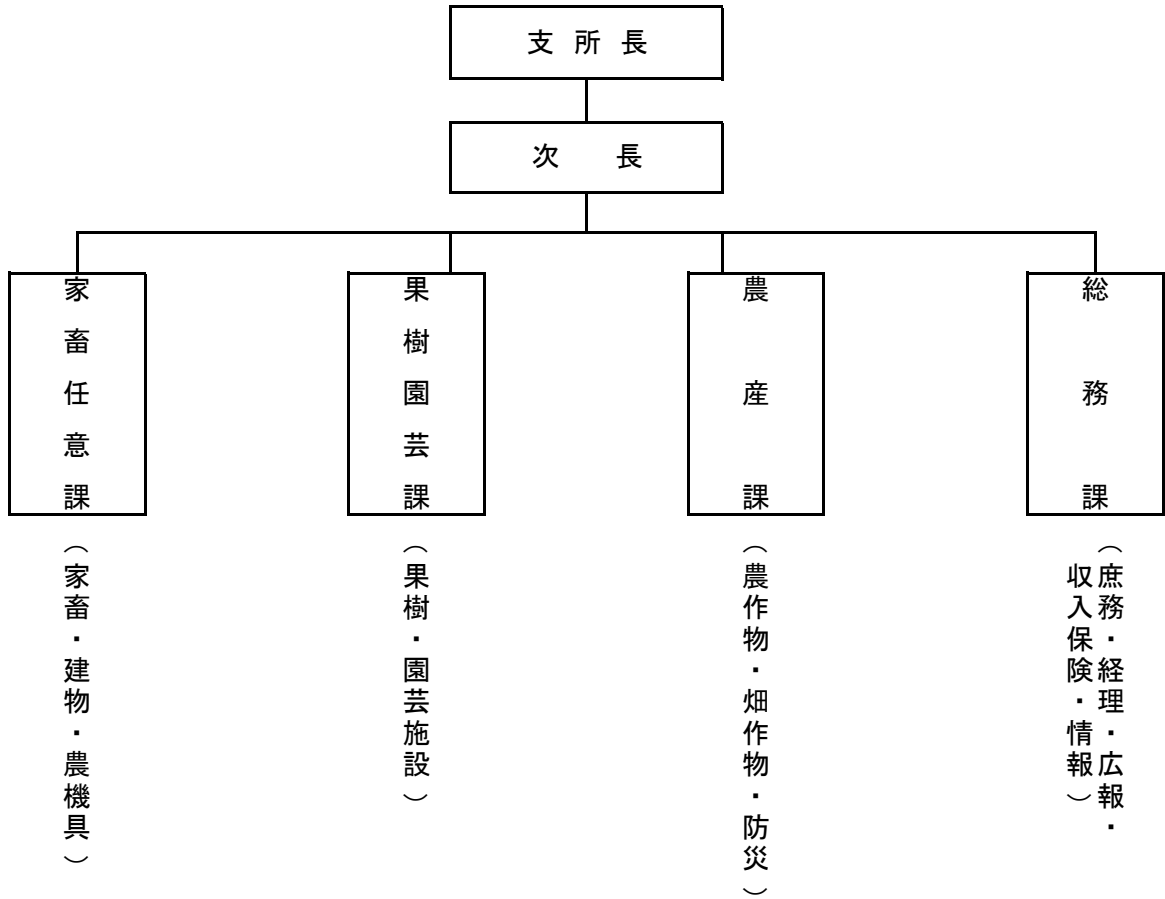 支所長
次長
総務課
（庶務・経理・広報・
収入保険・情報）
農産課
（農作物・畑作物・防災）
果樹園芸課
（果樹・園芸施設）
家畜任意課
（家畜・建物・農機具）